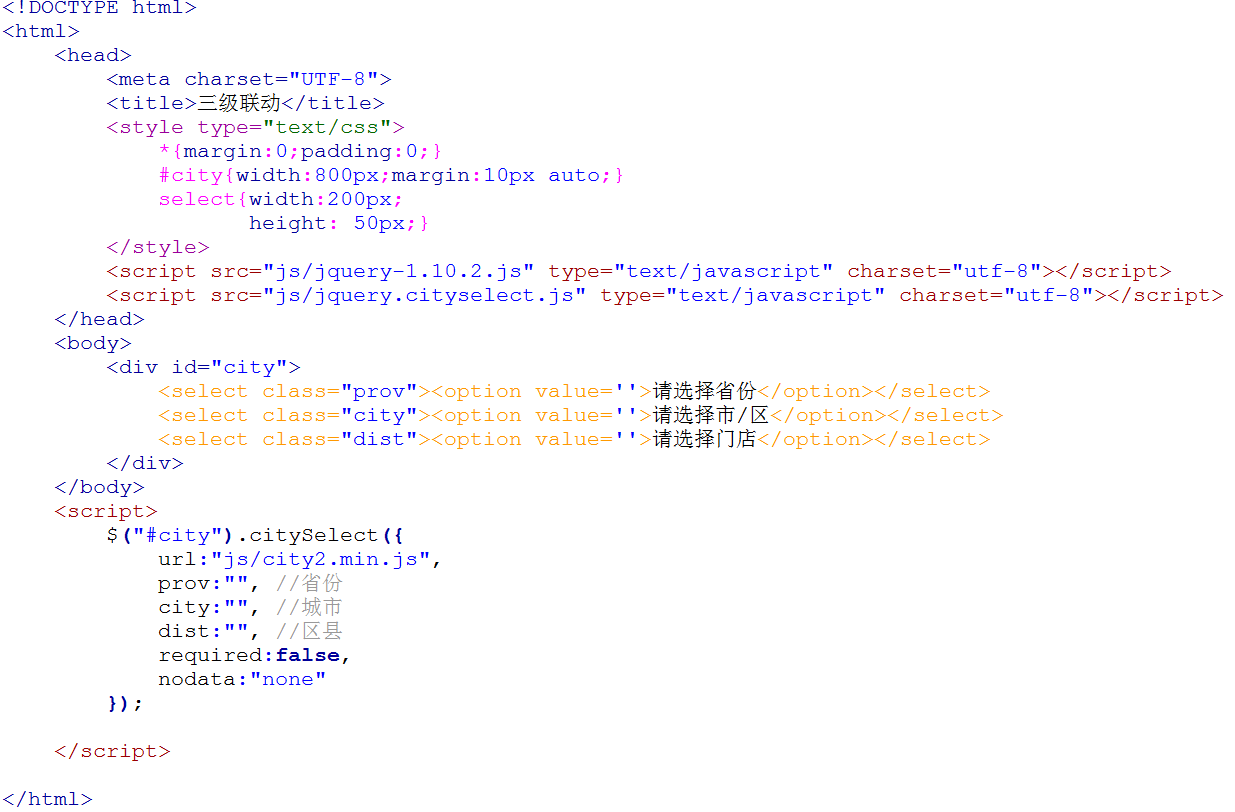 <!DOCTYPE html>
<html>
    <head>
        <meta charset="UTF-8">
        <title>三级联动</title>
        <style type="text/css">
            *{margin:0;padding:0;}
            #city{width:800px;margin:10px auto;}
            select{width:200px;
                   height: 50px;}
        </style>
        <script src="js/jquery-1.10.2.js" type="text/javascript" charset="utf-8"></script>
        <script src="js/jquery.cityselect.js" type="text/javascript" charset="utf-8"></script>
    </head>
    <body>
        <div id="city">
            <select class="prov"><option value=''>请选择省份</option></select>
            <select class="city"><option value=''>请选择市/区</option></select>
            <select class="dist"><option value=''>请选择门店</option></select>
        </div>
    </body>
    <script>
        $("#city").citySelect({
            url:"js/city2.min.js",
            prov:"", //省份
            city:"", //城市
            dist:"", //区县
            required:false,
            nodata:"none"
        });
    </script>
</html>